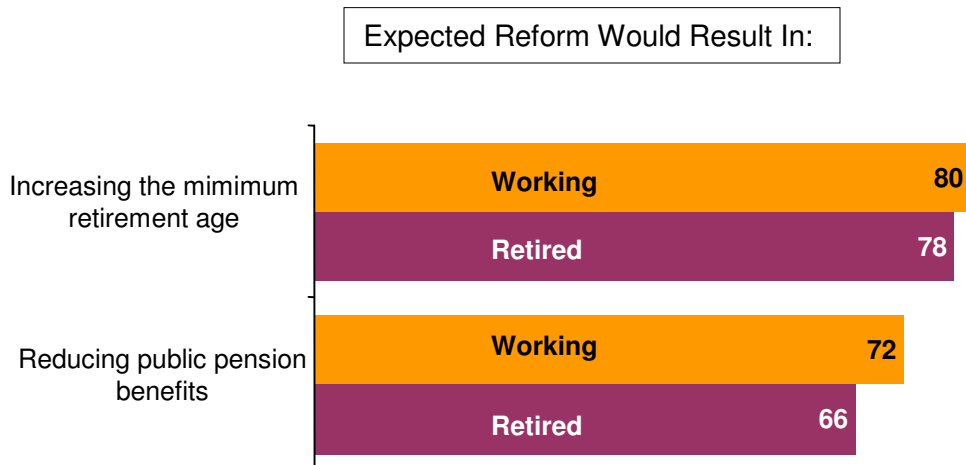 Expected Reform Would Result In:
Increasing the mimimum
retirement age
Working
80
Retired
78
Reducing public pension
benefits
Working
72
Retired
66